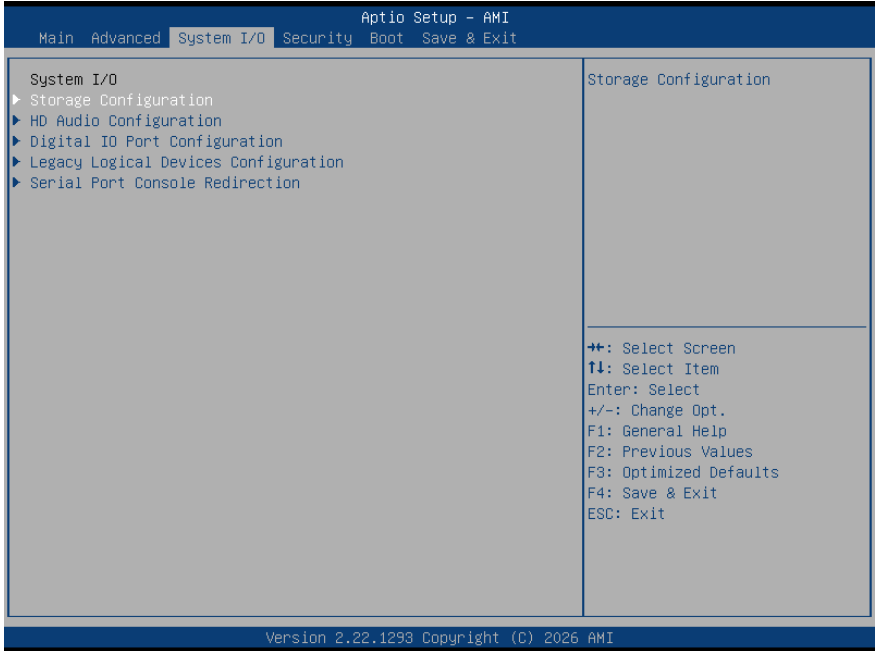 Aptio Setup – AMI
Main Advanced System I/O Security Boot Save & Exit
System I/O
Storage Configuration
HD Audio Configuration
Digital IO Port Configuration
Legacy Logical Devices Configuration
Serial Port Console Redirection
Storage Configuration
→←: Select Screen
↑↓: Select Item
Enter: Select
+/-: Change Opt.
F1: General Help
F2: Previous Values
F3: Optimized Defaults
F4: Save & Exit
ESC: Exit
Version 2.22.1293 Copyright (C) 2026 AMI